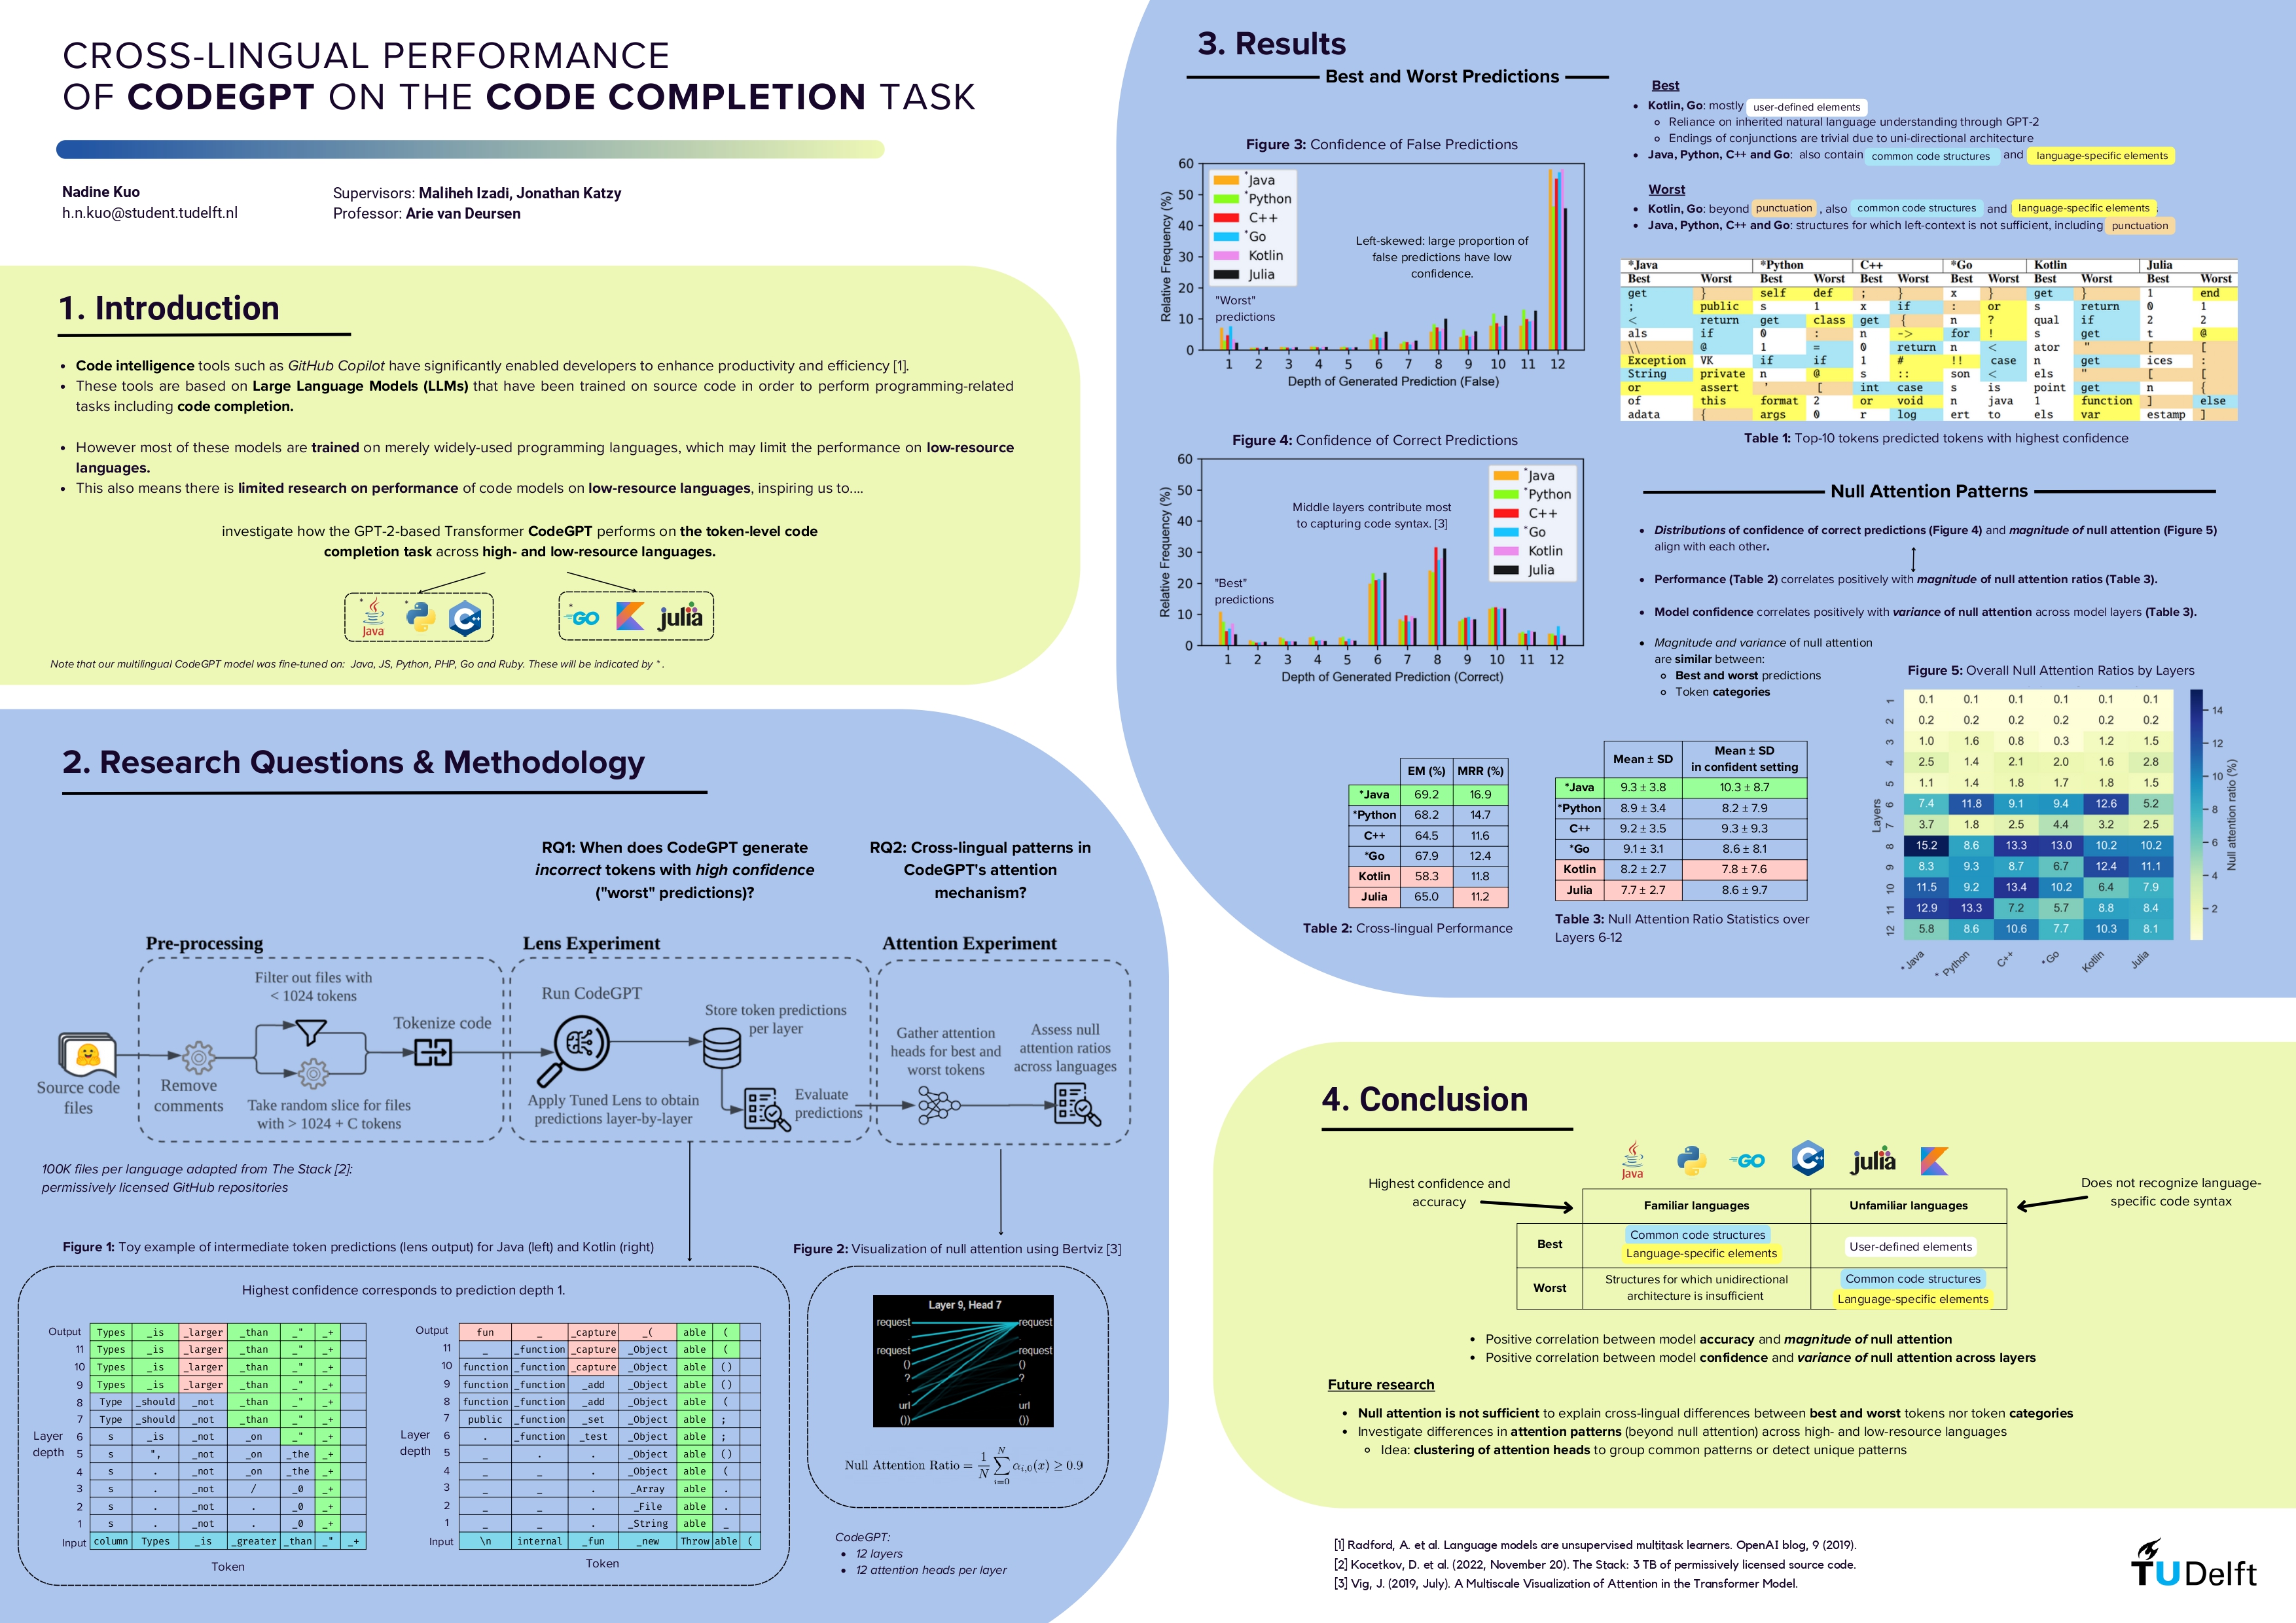 CROSS-LINGUAL PERFORMANCE
OF CODEGPT ON THE CODE COMPLETION TASK
Nadine Kuo
h.n.kuo@student.tudelft.nl
Supervisors: Maliheh Izadi, Jonathan Katzy
Professor: Arie van Deursen
1. Introduction
• Code intelligence tools such as GitHub Copilot have significantly enabled developers to enhance productivity and efficiency [1].
• These tools are based on Large Language Models (LLMs) that have been trained on source code in order to perform programming-related
tasks including code completion.
• However most of these models are trained on merely widely-used programming languages, which may limit the performance on low-resource
languages.
• This also means there is limited research on performance of code models on low-resource languages, inspiring us to....
investigate how the GPT-2-based Transformer CodeGPT performs on the token-level code
completion task across high- and low-resource languages.
* Java * * GO julia
Note that our multilingual CodeGPT model was fine-tuned on: Java, JS, Python, PHP, Go and Ruby. These will be indicated by * .
2. Research Questions & Methodology
RQ1: When does CodeGPT generate
incorrect tokens with high confidence
("worst" predictions)?
RQ2: Cross-lingual patterns in
CodeGPT's attention
mechanism?
Pre-processing
Lens Experiment
Attention Experiment
Source code
files
Remove
comments
Filter out files with
< 1024 tokens
Take random slice for files
with > 1024 + C tokens
Tokenize code
Run CodeGPT
Apply Tuned Lens to obtain
predictions layer-by-layer
Store token predictions
per layer
Evaluate
predictions
Gather attention
heads for best and
worst tokens
Assess null
attention ratios
across languages
100K files per language adapted from The Stack [2]:
permissively licensed GitHub repositories
Figure 1: Toy example of intermediate token predictions (lens output) for Java (left) and Kotlin (right)
Highest confidence corresponds to prediction depth 1.
Output Types _is _larger _than _" _+
11 Types _is _larger _than _" _+
10 Types _is _larger _than _" _+
9 Types _is _larger _than _" _+
8 Type _should _not _than _" _+
7 Type _should _not _than _" _+
6 s _is _not _on _" _+
5 s ", _not _on _the _+
4 s . _not _on _the _+
3 s . _not / _0 _+
2 s . _not . _0 _+
1 s . _not . _0 _+
Input column Types _is _greater _than _" _+
Layer
depth
Token
Output fun _ _capture _( able (
11 _ _function _capture _Object able (
10 function _function _capture _Object able ()
9 function _function _add _Object able ()
8 function _function _add _Object able (
7 public _function _set _Object able ;
6 . _function _test _Object able ;
5 _ . . _Object able ()
4 _ _ . _Object able (
3 _ _ . _Array able .
2 _ _ . _File able .
1 _ _ . _String able _
Input \n internal _fun _new Throw able (
Layer
depth
Token
Figure 2: Visualization of null attention using Bertviz [3]
Layer 9, Head 7
request request
request request
() ()
? ?
. .
url url
()) ())
Null Attention Ratio = 1/N ∑ i=0 N α_{i,0}(x) ≥ 0.9
CodeGPT:
• 12 layers
• 12 attention heads per layer
3. Results
Best and Worst Predictions
Figure 3: Confidence of False Predictions
Relative Frequency (%)
60
50
40
30
20
10
0
*Java
*Python
C++
*Go
Kotlin
Julia
"Worst"
predictions
Left-skewed: large proportion of
false predictions have low
confidence.
1 2 3 4 5 6 7 8 9 10 11 12
Depth of Generated Prediction (False)
Figure 4: Confidence of Correct Predictions
Relative Frequency (%)
60
50
40
30
20
10
0
Middle layers contribute most
to capturing code syntax. [3]
"Best"
predictions
*Java
*Python
C++
*Go
Kotlin
Julia
1 2 3 4 5 6 7 8 9 10 11 12
Depth of Generated Prediction (Correct)
Best
• Kotlin, Go: mostly user-defined elements
Reliance on inherited natural language understanding through GPT-2
Endings of conjunctions are trivial due to uni-directional architecture
• Java, Python, C++ and Go: also contain common code structures and language-specific elements
Worst
• Kotlin, Go: beyond punctuation , also common code structures and language-specific elements
• Java, Python, C++ and Go: structures for which left-context is not sufficient, including punctuation
*Java *Python C++ *Go Kotlin Julia
Best Worst Best Worst Best Worst Best Worst Best Worst Best Worst
get } self def ; } x } get } 1 end
; public s 1 x if : or s return 0 1
< return get class get { n ? qual if 2 2
als if 0 : n -> for ! s get t @
\\ @ 1 = 0 return n < ator " [ [
Exception VK if if 1 # !! case n get ices :
String private n @ s :: son < els " [ [
or assert ' [ int case s is point get n {
of this format 2 or void n java 1 function ] else
adata { args 0 r log ert to els var estamp ]
Table 1: Top-10 tokens predicted tokens with highest confidence
Null Attention Patterns
• Distributions of confidence of correct predictions (Figure 4) and magnitude of null attention (Figure 5)
align with each other.
• Performance (Table 2) correlates positively with magnitude of null attention ratios (Table 3).
• Model confidence correlates positively with variance of null attention across model layers (Table 3).
• Magnitude and variance of null attention
are similar between:
Best and worst predictions
Token categories
EM (%) MRR (%)
*Java 69.2 16.9
*Python 68.2 14.7
C++ 64.5 11.6
*Go 67.9 12.4
Kotlin 58.3 11.8
Julia 65.0 11.2
Table 2: Cross-lingual Performance
Mean ± SD Mean ± SD
in confident setting
*Java 9.3 ± 3.8 10.3 ± 8.7
*Python 8.9 ± 3.4 8.2 ± 7.9
C++ 9.2 ± 3.5 9.3 ± 9.3
*Go 9.1 ± 3.1 8.6 ± 8.1
Kotlin 8.2 ± 2.7 7.8 ± 7.6
Julia 7.7 ± 2.7 8.6 ± 9.7
Table 3: Null Attention Ratio Statistics over
Layers 6-12
Figure 5: Overall Null Attention Ratios by Layers
Layers
1 0.1 0.1 0.1 0.1 0.1 0.1
2 0.2 0.2 0.2 0.2 0.2 0.2
3 1.0 1.6 0.8 0.3 1.2 1.5
4 2.5 1.4 2.1 2.0 1.6 2.8
5 1.1 1.4 1.8 1.7 1.8 1.5
6 7.4 11.8 9.1 9.4 12.6 5.2
7 3.7 1.8 2.5 4.4 3.2 2.5
8 15.2 8.6 13.3 13.0 10.2 10.2
9 8.3 9.3 8.7 6.7 12.4 11.1
10 11.5 9.2 13.4 10.2 6.4 7.9
11 12.9 13.3 7.2 5.7 8.8 8.4
12 5.8 8.6 10.6 7.7 10.3 8.1
* Java * Python C++ * Go Kotlin Julia
14
12
10
8
6
4
2
Null attention ratio (%)
4. Conclusion
Java GO julia
Highest confidence and
accuracy
Does not recognize language-
specific code syntax
Familiar languages Unfamiliar languages
Best Common code structures
Language-specific elements
User-defined elements
Worst Structures for which unidirectional
architecture is insufficient
Common code structures
Language-specific elements
• Positive correlation between model accuracy and magnitude of null attention
• Positive correlation between model confidence and variance of null attention across layers
Future research
• Null attention is not sufficient to explain cross-lingual differences between best and worst tokens nor token categories
• Investigate differences in attention patterns (beyond null attention) across high- and low-resource languages
Idea: clustering of attention heads to group common patterns or detect unique patterns
[1] Radford, A. et al. Language models are unsupervised multitask learners. OpenAI blog, 9 (2019).
[2] Kocetkov, D. et al. (2022, November 20). The Stack: 3 TB of permissively licensed source code.
[3] Vig, J. (2019, July). A Multiscale Visualization of Attention in the Transformer Model.
TUDelft